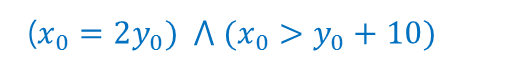 (x₀ = 2y₀) ∧ (x₀ > y₀ + 10)